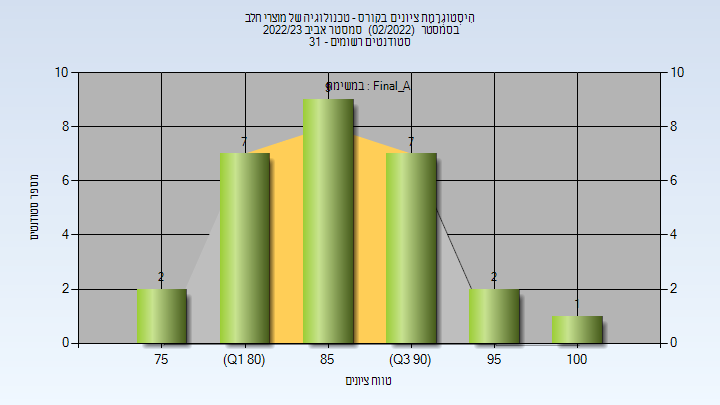 היסטוגרמת ציונים בקורס - טכנולוגיה של מוצרי חלב
בסמסטר (02/2022) סמסטר אביב 2022/23
סטודנטים רשומים - 31
במשימה : Final_A
מספר סטודנטים
10 10
8 8
6 6
4 4
2 2
0 0
2 7 9 7 2 1
75 (Q1 80) 85 (Q3 90) 95 100
טווח ציונים